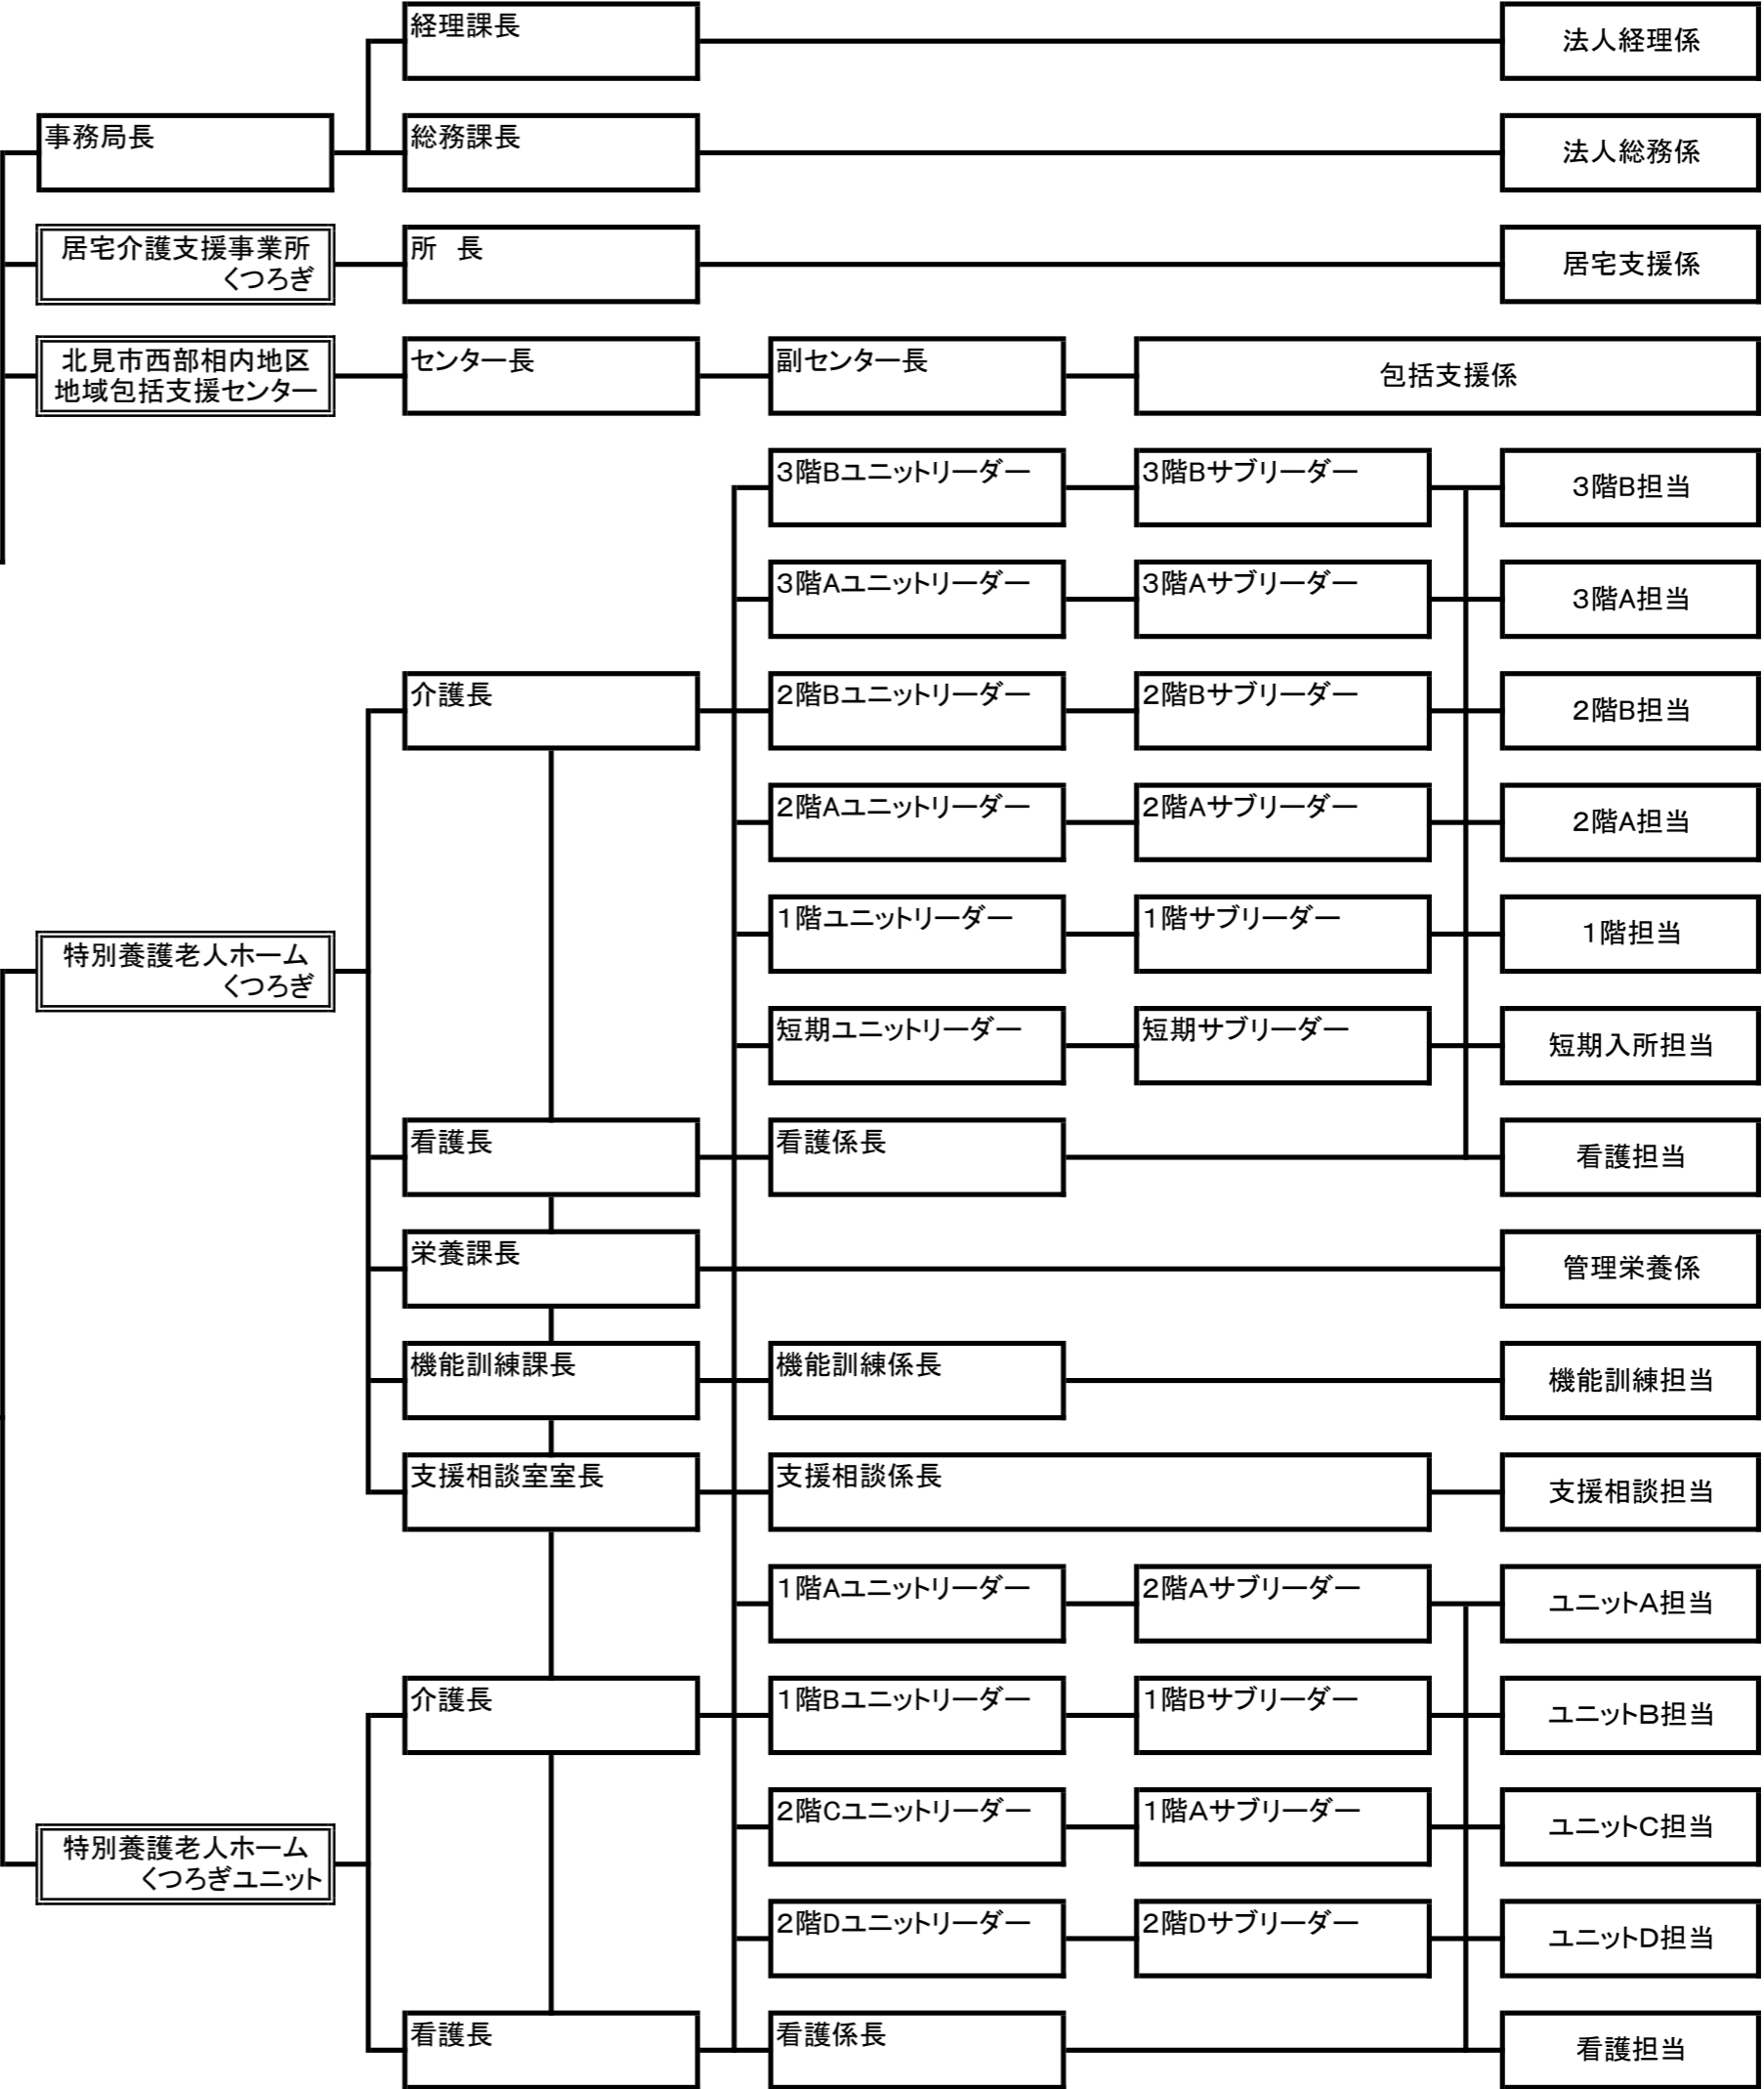 経理課長
法人経理係
事務局長
総務課長
法人総務係
居宅介護支援事業所
くつろぎ
所　長
居宅支援係
北見市西部相内地区
地域包括支援センター
センター長
副センター長
包括支援係
3階Bユニットリーダー
3階Bサブリーダー
3階B担当
3階Aユニットリーダー
3階Aサブリーダー
3階A担当
介護長
2階Bユニットリーダー
2階Bサブリーダー
2階B担当
2階Aユニットリーダー
2階Aサブリーダー
2階A担当
特別養護老人ホーム
くつろぎ
1階ユニットリーダー
1階サブリーダー
1階担当
短期ユニットリーダー
短期サブリーダー
短期入所担当
看護長
看護係長
看護担当
栄養課長
管理栄養係
機能訓練課長
機能訓練係長
機能訓練担当
支援相談室室長
支援相談係長
支援相談担当
1階Aユニットリーダー
2階Aサブリーダー
ユニットA担当
介護長
1階Bユニットリーダー
1階Bサブリーダー
ユニットB担当
2階Cユニットリーダー
1階Aサブリーダー
ユニットC担当
特別養護老人ホーム
くつろぎユニット
2階Dユニットリーダー
2階Dサブリーダー
ユニットD担当
看護長
看護係長
看護担当